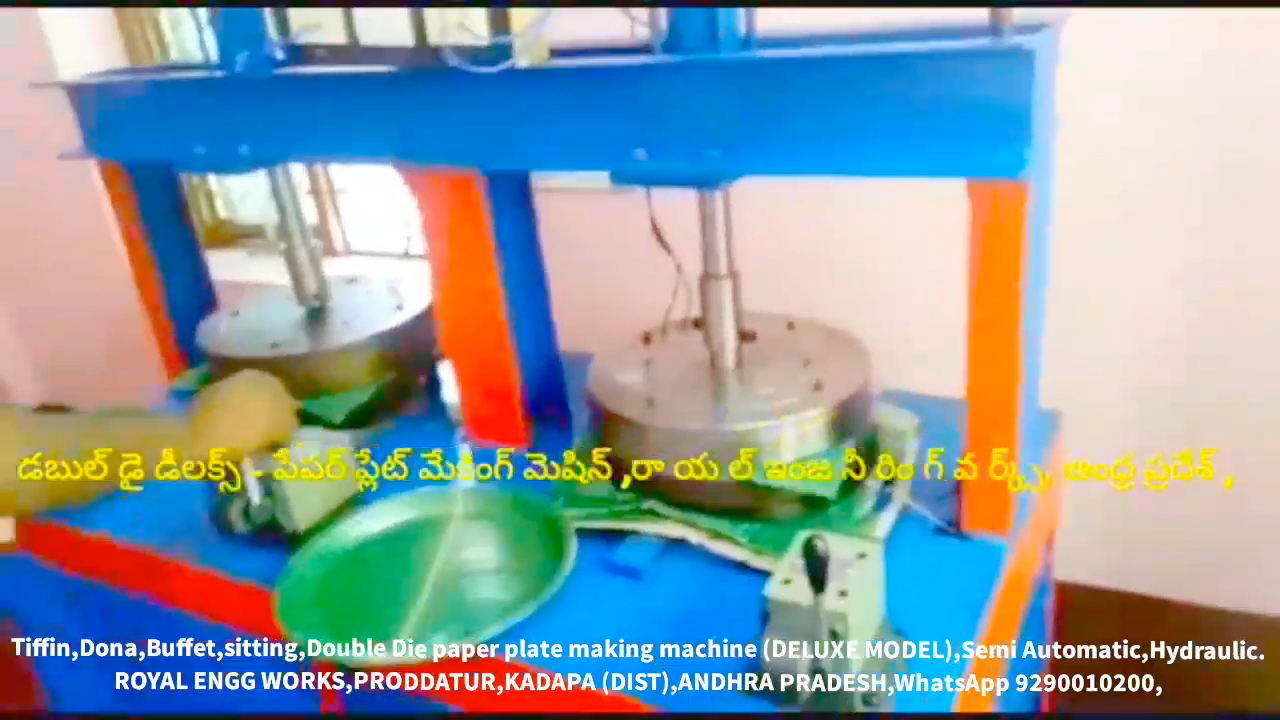 డబుల్ డై డీలక్స్ - పేపర్ ప్లేట్ మేకింగ్ మెషిన్ ,రా య ల్ ఇంజ నీ రిం గ్ వ ర్క్స్, ఆంధ్ర ప్రదేశ్ ,
Tiffin,Dona,Buffet,sitting,Double Die paper plate making machine (DELUXE MODEL),Semi Automatic,Hydraulic.
ROYAL ENGG WORKS,PRODDATUR,KADAPA (DIST),ANDHRA PRADESH,WhatsApp 9290010200,